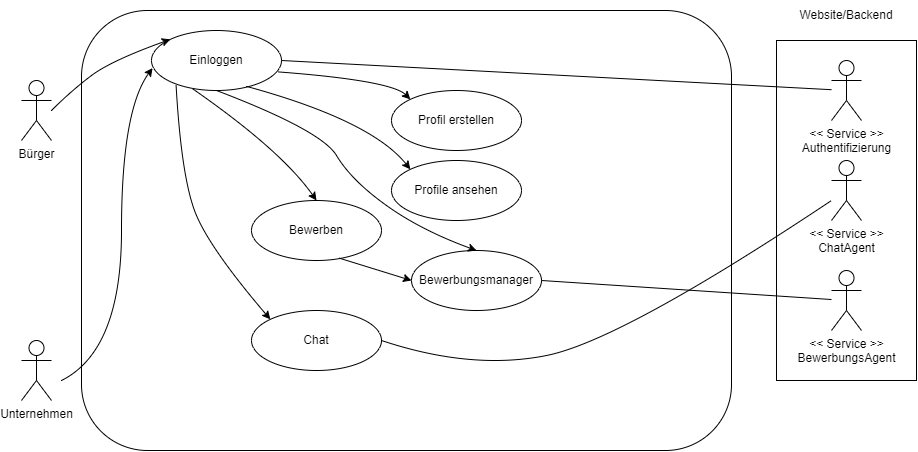 Website/Backend
Einloggen
Bürger
Profil erstellen
<< Service >>
Authentifizierung
Profile ansehen
Bewerben
<< Service >>
ChatAgent
Bewerbungsmanager
Chat
<< Service >>
BewerbungsAgent
Unternehmen